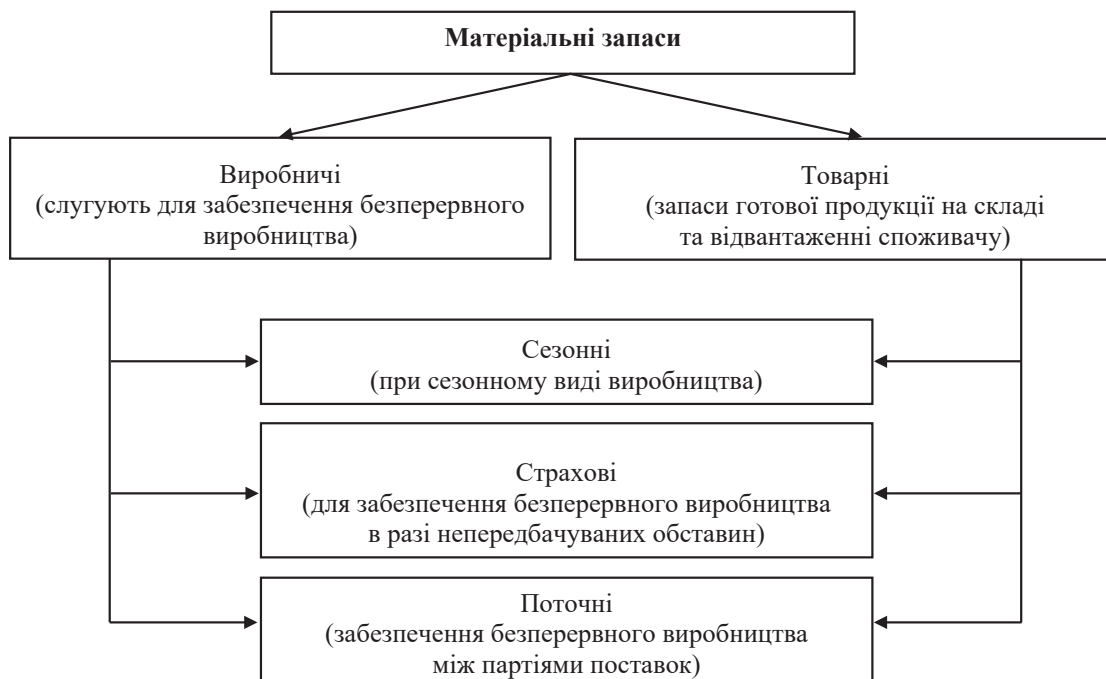 Матеріальні запаси
Виробничі
(слугують для забезпечення безперервного
виробництва)
Товарні
(запаси готової продукції на складі
та відвантаженні споживачу)
Сезонні
(при сезонному виді виробництва)
Страхові
(для забезпечення безперервного виробництва
в разі непередбачуваних обставин)
Поточні
(забезпечення безперервного виробництва
між партіями поставок)